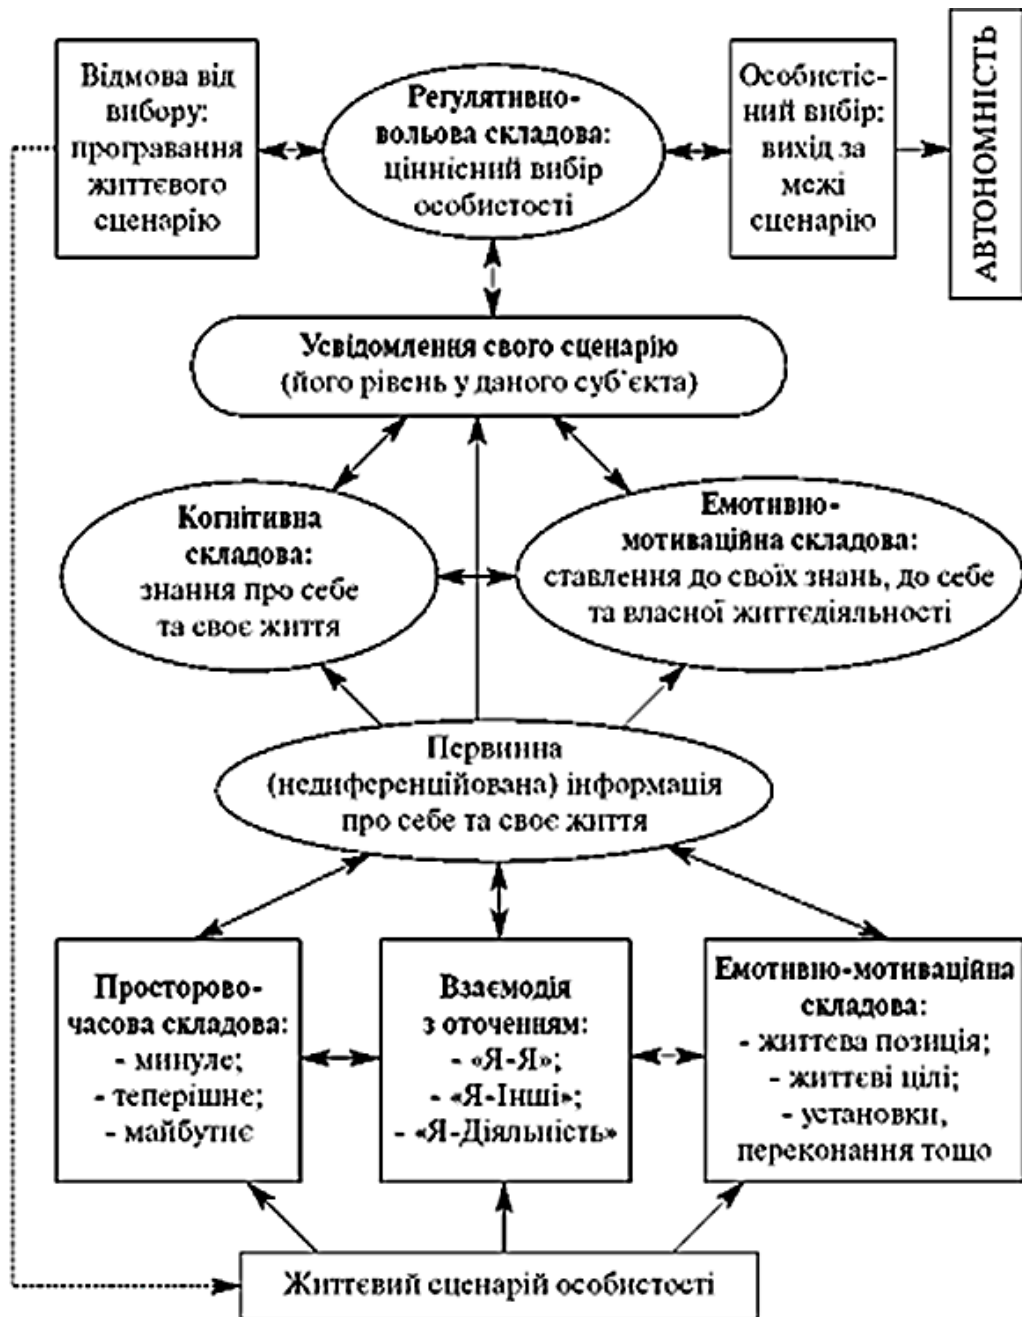 Відмова від
вибору:
програвання
життєвого
сценарію
Регулятивно-
вольова складова:
ціннісний вибір
особистості
Особистіс-
ний вибір:
вихід за
межі
сценарію
АВТОНОМНІСТЬ
Усвідомлення свого сценарію
(його рівень у даного суб`єкта)
Когнітивна
складова:
знання про себе
та своє життя
Емотивно-
мотиваційна складова:
ставлення до своїх знань, до себе
та власної життєдіяльності
Первинна
(недиференційована) інформація
про себе та своє життя
Просторово-
часова складова:
- минуле;
- теперішнє;
- майбутнє
Взаємодія
з оточенням:
- «Я-Я»;
- «Я-Інші»;
- «Я-Діяльність»
Емотивно-мотиваційна
складова:
- життєва позиція;
- життєві цілі;
- установки,
переконання тощо
Життєвий сценарій особистості